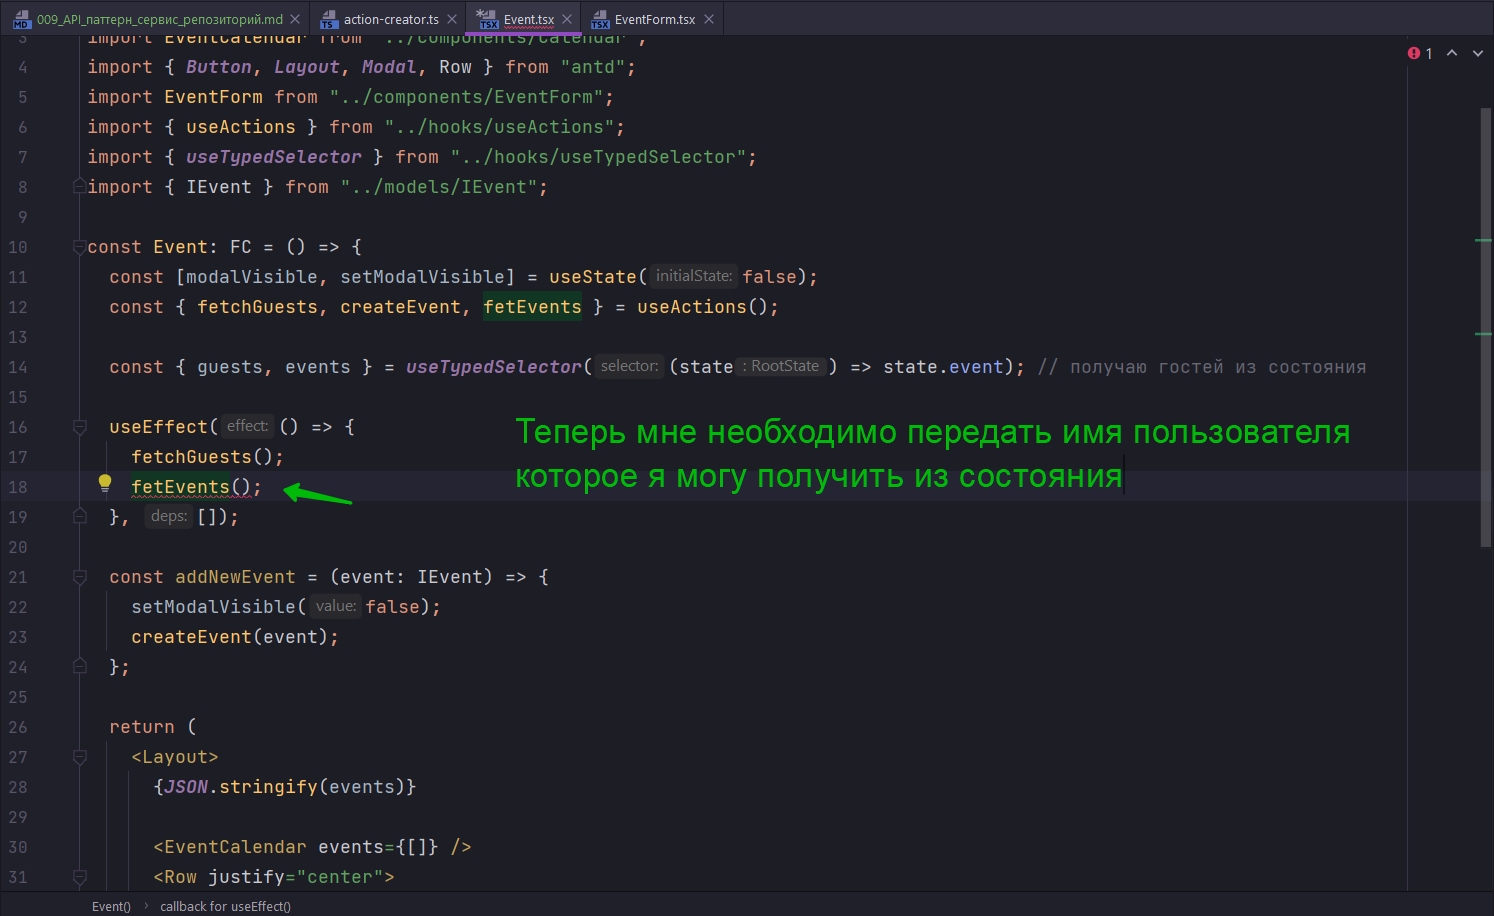 009_API_паттерн_сервис_репозиторий.md
action-creator.ts
Event.tsx
EventForm.tsx
1
3 import EventCalendar from "../components/calendar";
4 import { Button, Layout, Modal, Row } from "antd";
5 import EventForm from "../components/EventForm";
6 import { useActions } from "../hooks/useActions";
7 import { useTypedSelector } from "../hooks/useTypedSelector";
8 import { IEvent } from "../models/IEvent";
9
10 const Event: FC = () => {
11 const [modalVisible, setModalVisible] = useState( initialState: false);
12 const { fetchGuests, createEvent, fetEvents } = useActions();
13
14 const { guests, events } = useTypedSelector( selector: (state : RootState ) => state.event); // получаю гостей из состояния
15
16 useEffect( effect: () => {
Теперь мне необходимо передать имя пользователя
17 fetchGuests();
которое я могу получить из состояния
18 fetEvents();
19 }, deps: []);
20
21 const addNewEvent = (event: IEvent) => {
22 setModalVisible( value: false);
23 createEvent(event);
24 };
25
26 return (
27 <Layout>
28 {JSON.stringify(events)}
29
30 <EventCalendar events={[]} />
31 <Row justify="center">
Event() › callback for useEffect()